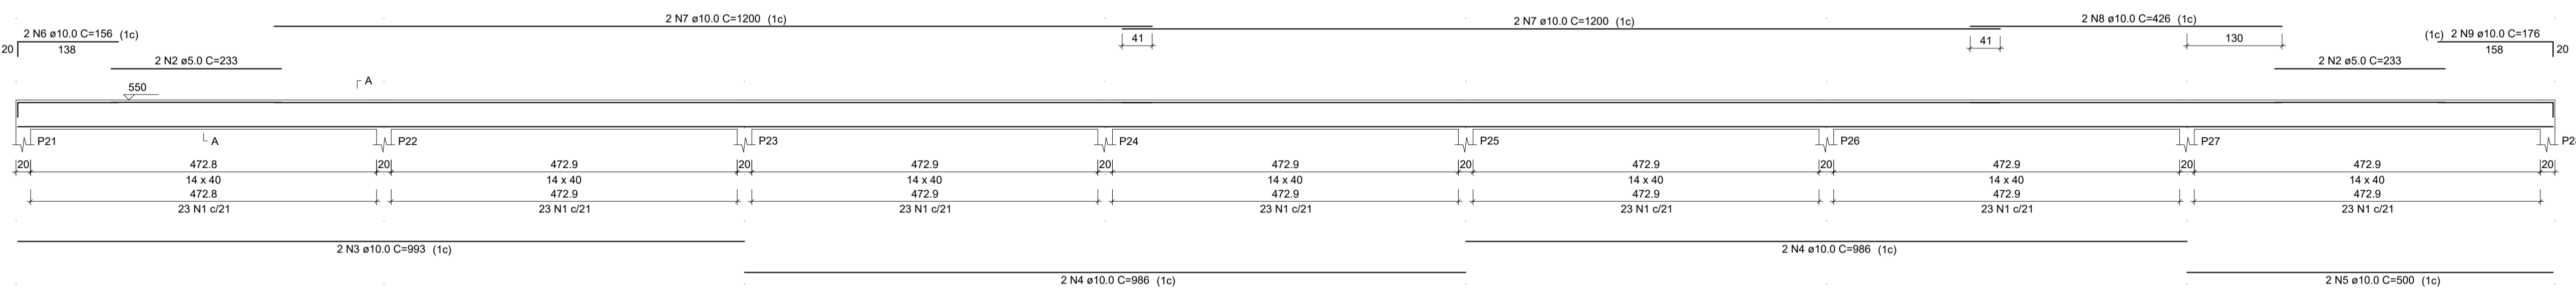 2 N7 ø10.0 C=1200 (1c)
2 N7 ø10.0 C=1200 (1c)
2 N8 ø10.0 C=426 (1c)
2 N6 ø10.0 C=156 (1c)
41
41
130
(1c) 2 N9 ø10.0 C=176
20
138
158
20
2 N2 ø5.0 C=233
2 N2 ø5.0 C=233
A
550
P21
A
P22
P23
P24
P25
P26
P27
20 472.8 20 472.9 20 472.9 20 472.9 20 472.9 20 472.9 20 472.9 20
14 x 40 14 x 40 14 x 40 14 x 40 14 x 40 14 x 40 14 x 40
472.8 472.9 472.9 472.9 472.9 472.9 472.9
23 N1 c/21 23 N1 c/21 23 N1 c/21 23 N1 c/21 23 N1 c/21 23 N1 c/21 23 N1 c/21
2 N3 ø10.0 C=993 (1c)
2 N4 ø10.0 C=986 (1c)
2 N4 ø10.0 C=986 (1c)
2 N5 ø10.0 C=500 (1c)